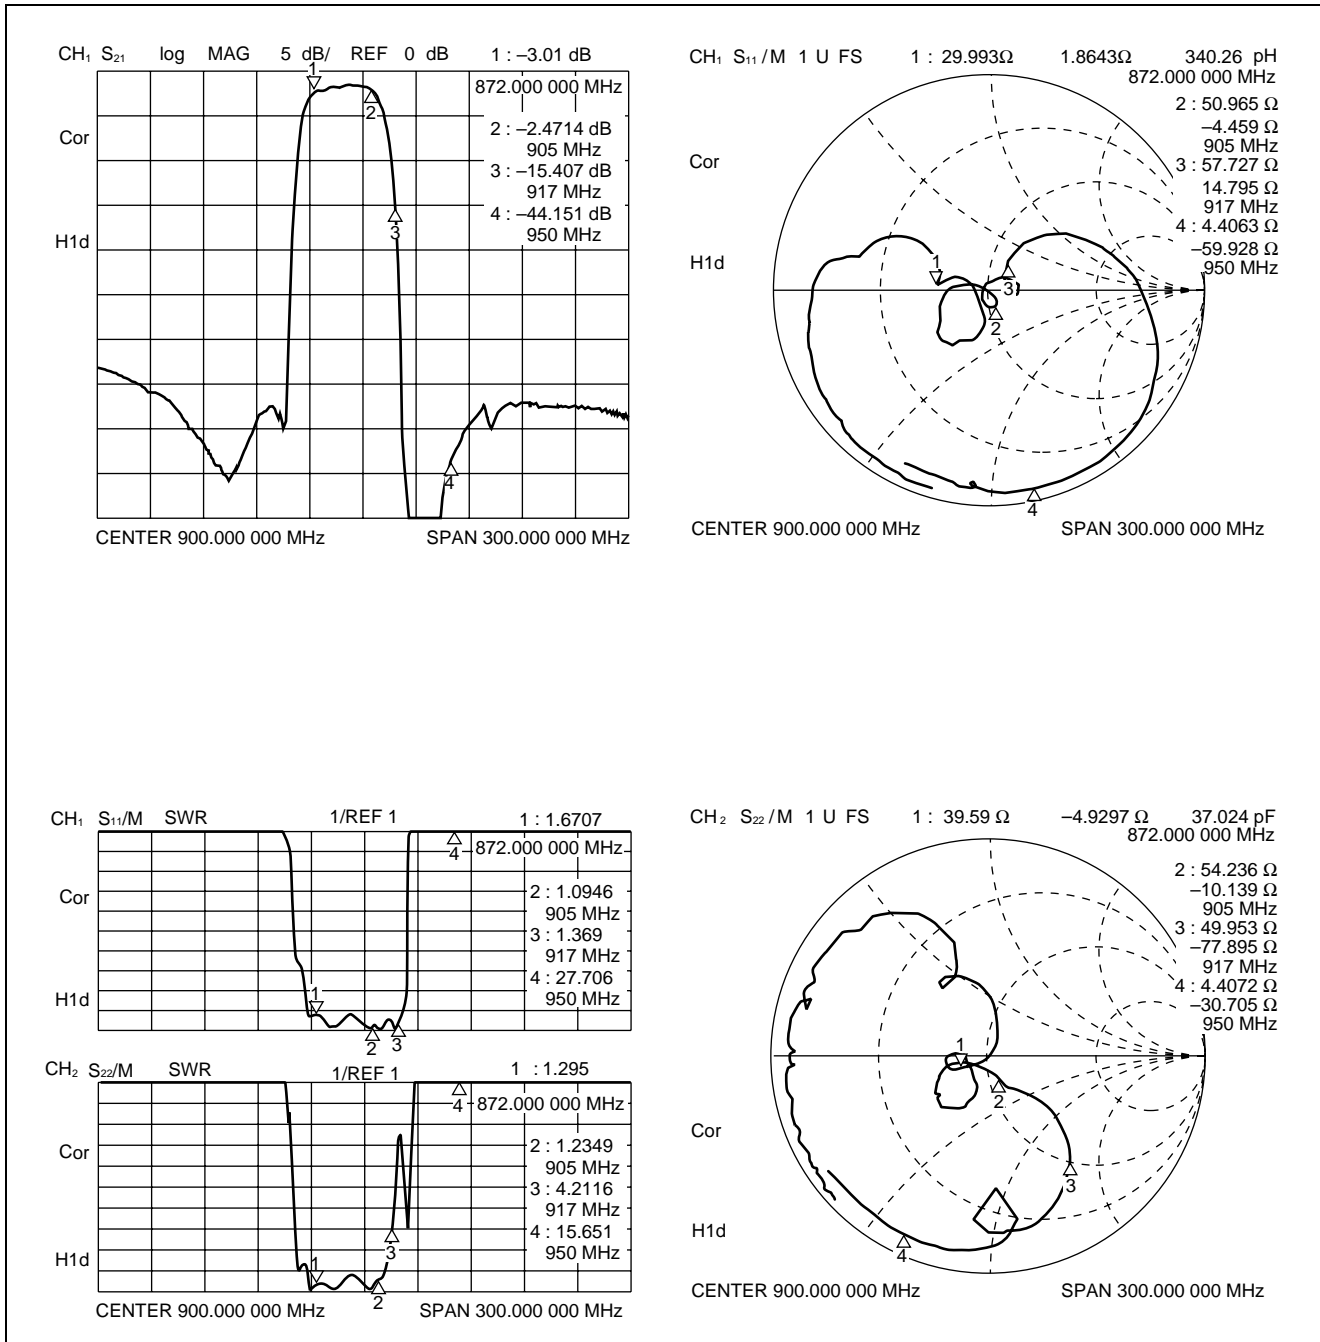 CH₁ S₂₁ log MAG 5 dB/ REF 0 dB 1 : –3.01 dB
872.000 000 MHz
1
2
Cor
2 : –2.4714 dB
905 MHz
3 : –15.407 dB
917 MHz
4 : –44.151 dB
950 MHz
3
H1d
4
CENTER 900.000 000 MHz SPAN 300.000 000 MHz
CH₁ S₁₁/M 1 U FS 1 : 29.993Ω 1.8643Ω 340.26 pH
872.000 000 MHz
2 : 50.965 Ω
–4.459 Ω
905 MHz
3 : 57.727 Ω
14.795 Ω
917 MHz
4 : 4.4063 Ω
–59.928 Ω
950 MHz
Cor
H1d
1
3
2
4
CENTER 900.000 000 MHz SPAN 300.000 000 MHz
CH₁ S₁₁/M SWR 1/REF 1 1 : 1.6707
4
872.000 000 MHz
Cor
2 : 1.0946
905 MHz
3 : 1.369
917 MHz
4 : 27.706
950 MHz
H1d
1
2 3
CH₂ S₂₂/M SWR 1/REF 1 1 : 1.295
4
872.000 000 MHz
Cor
2 : 1.2349
905 MHz
3 : 4.2116
917 MHz
4 : 15.651
950 MHz
3
H1d
1
2
CENTER 900.000 000 MHz SPAN 300.000 000 MHz
CH₂ S₂₂/M 1 U FS 1 : 39.59 Ω –4.9297 Ω 37.024 pF
872.000 000 MHz
2 : 54.236 Ω
–10.139 Ω
905 MHz
3 : 49.953 Ω
–77.895 Ω
917 MHz
4 : 4.4072 Ω
–30.705 Ω
950 MHz
1
2
Cor
3
H1d
4
CENTER 900.000 000 MHz SPAN 300.000 000 MHz